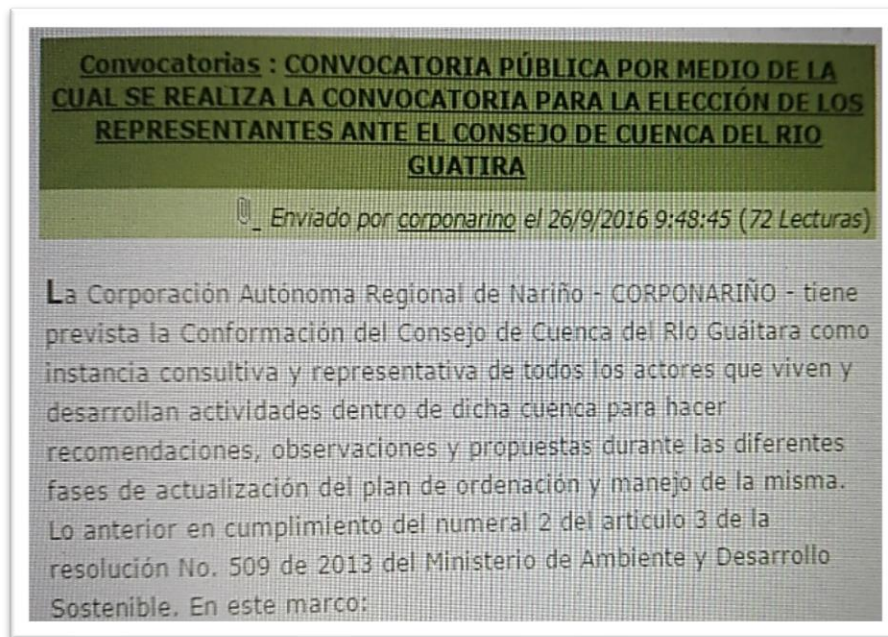 Convocatorias : CONVOCATORIA PÚBLICA POR MEDIO DE LA
CUAL SE REALIZA LA CONVOCATORIA PARA LA ELECCIÓN DE LOS
REPRESENTANTES ANTE EL CONSEJO DE CUENCA DEL RIO
GUATIRA
_ Enviado por corponarino el 26/9/2016 9:48:45 (72 Lecturas)
La Corporación Autónoma Regional de Nariño - CORPONARIÑO - tiene
prevista la Conformación del Consejo de Cuenca del RIo Guáitara como
instancia consultiva y representativa de todos los actores que viven y
desarrollan actividades dentro de dicha cuenca para hacer
recomendaciones, observaciones y propuestas durante las diferentes
fases de actualización del plan de ordenación y manejo de la misma.
Lo anterior en cumplimiento del numeral 2 del articulo 3 de la
resolución No. 509 de 2013 del Ministerio de Ambiente y Desarrollo
Sostenible. En este marco: